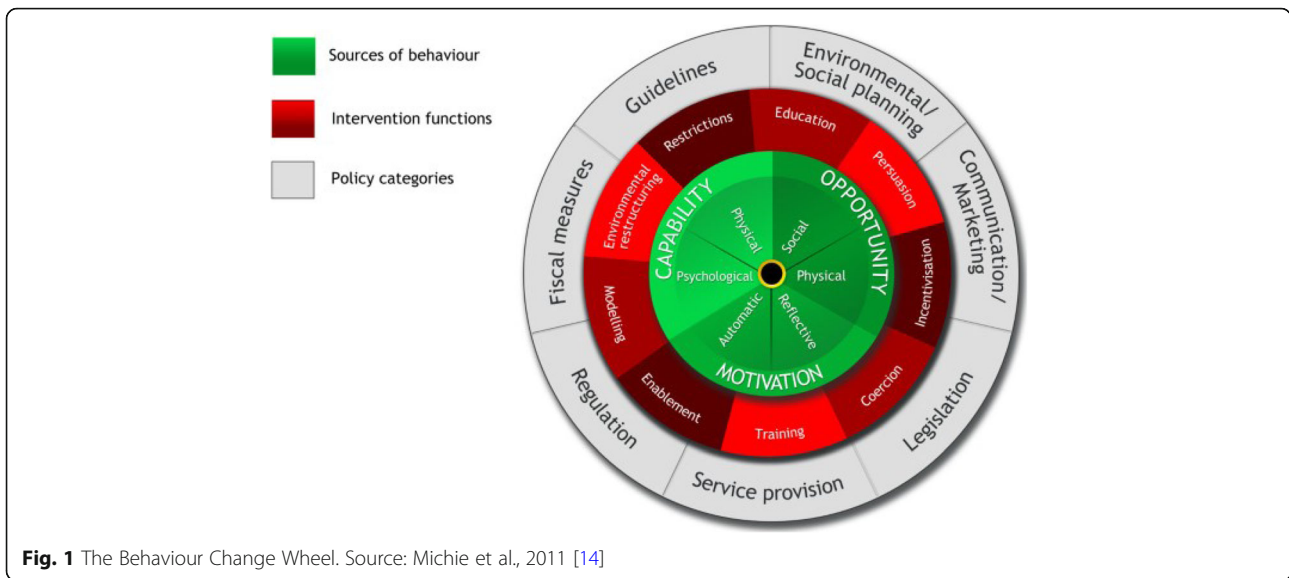 Sources of behaviour
Intervention functions
Policy categories
Guidelines
Environmental/
Social planning
Communication/
Marketing
Legislation
Service provision
Regulation
Fiscal measures
Restrictions
Education
Persuasion
Incentivisation
Coercion
Training
Enablement
Modelling
Environmental
restructuring
CAPABILITY
OPPORTUNITY
MOTIVATION
Physical
Social
Psychological
Physical
Automatic
Reflective
Fig. 1 The Behaviour Change Wheel. Source: Michie et al., 2011 [14]